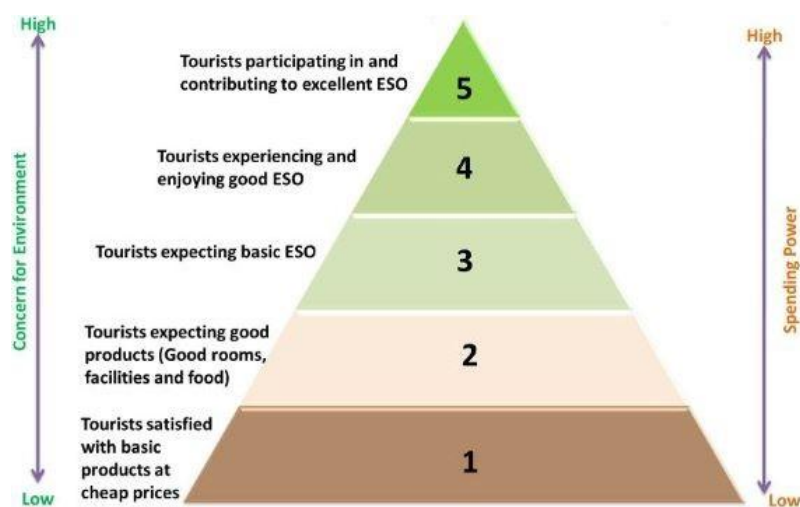 High
High
Tourists participating in and
contributing to excellent ESO
5
Tourists experiencing and
enjoying good ESO
4
Concern for Environment
Spending Power
Tourists expecting basic ESO
3
Tourists expecting good
products (Good rooms,
facilities and food)
2
Tourists satisfied
with basic
products at
cheap prices
1
Low
Low